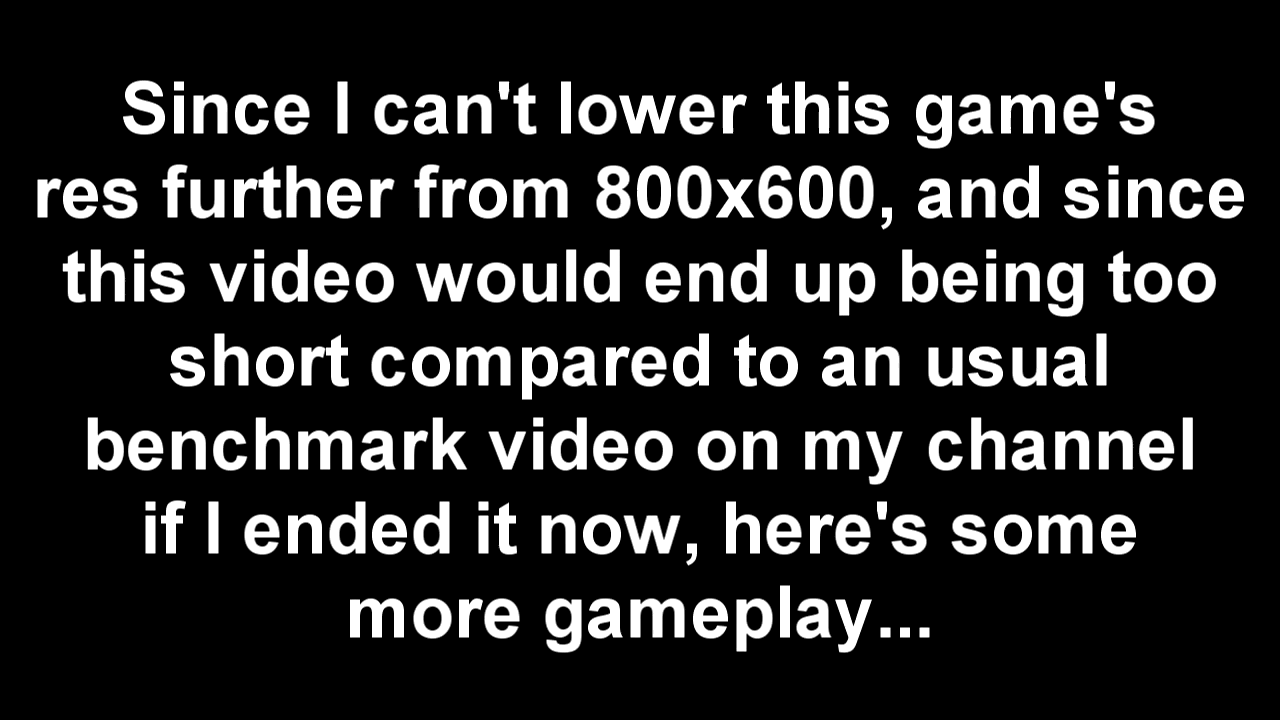 Since I can't lower this game's
res further from 800x600, and since
this video would end up being too
short compared to an usual
benchmark video on my channel
if I ended it now, here's some
more gameplay...